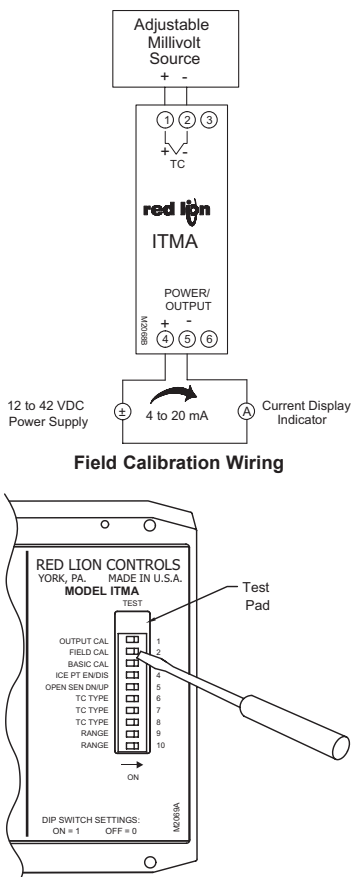 Adjustable
Millivolt
Source
+ -
1 2 3
+ -
TC
red lion
ITMA
POWER/
OUTPUT
M2068B
+ -
4 5 6
12 to 42 VDC
Power Supply
±
4 to 20 mA
A
Current Display
Indicator
Field Calibration Wiring
RED LION CONTROLS
YORK, PA. MADE IN U.S.A.
MODEL ITMA
TEST
Test
Pad
OUTPUT CAL 1
FIELD CAL 2
BASIC CAL
ICE PT EN/DIS 4
OPEN SEN DN/UP 5
TC TYPE 6
TC TYPE 7
TC TYPE 8
RANGE 9
RANGE 10
ON
DIP SWITCH SETTINGS:
ON = 1 OFF = 0
M2069A